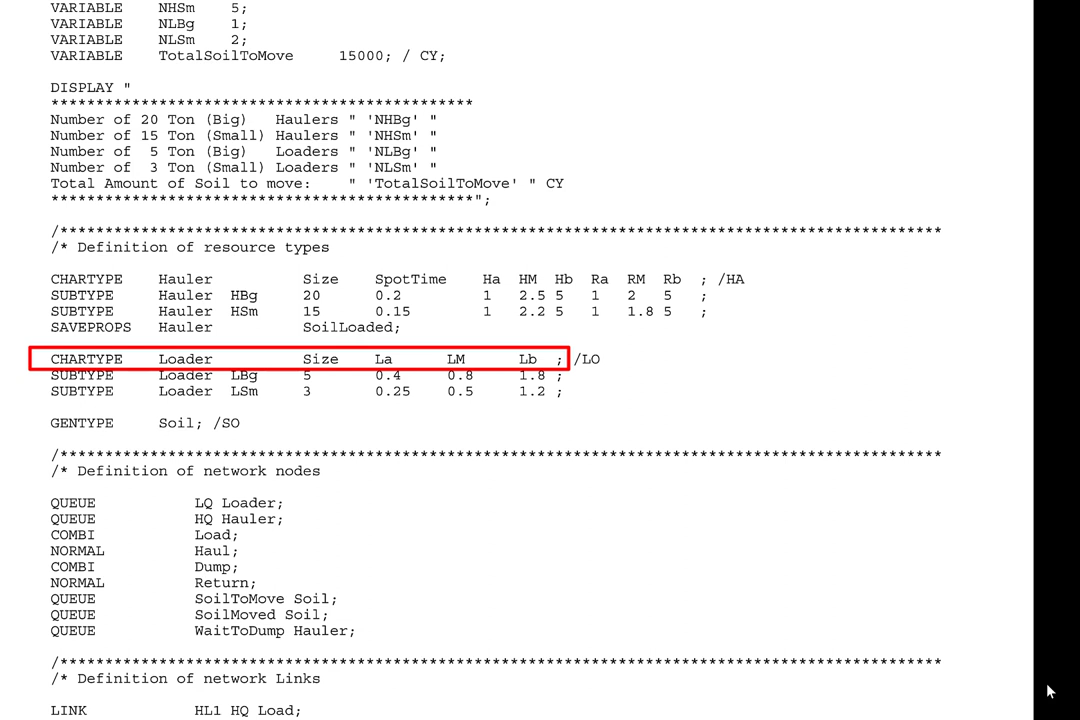 VARIABLE    NHSm    5;
VARIABLE    NLBg    1;
VARIABLE    NLSm    2;
VARIABLE    TotalSoilToMove     15000; / CY;
DISPLAY "
***********************************************
Number of 20 Ton (Big)   Haulers " 'NHBg' "
Number of 15 Ton (Small) Haulers " 'NHSm' "
Number of  5 Ton (Big)   Loaders " 'NLBg' "
Number of  3 Ton (Small) Loaders " 'NLSm' "
Total Amount of Soil to move:    " 'TotalSoilToMove' " CY
***********************************************";
/**************************************************************************************************
/* Definition of resource types
CHARTYPE    Hauler          Size    SpotTime    Ha  HM  Hb  Ra  RM  Rb  ; /HA
SUBTYPE     Hauler  HBg     20      0.2         1   2.5 5   1   2   5   ;
SUBTYPE     Hauler  HSm     15      0.15        1   2.2 5   1   1.8 5   ;
SAVEPROPS   Hauler          SoilLoaded;
CHARTYPE    Loader          Size    La      LM      Lb  ; /LO
SUBTYPE     Loader  LBg     5       0.4     0.8     1.8 ;
SUBTYPE     Loader  LSm     3       0.25    0.5     1.2 ;
GENTYPE     Soil; /SO
/**************************************************************************************************
/* Definition of network nodes
QUEUE           LQ Loader;
QUEUE           HQ Hauler;
COMBI           Load;
NORMAL          Haul;
COMBI           Dump;
NORMAL          Return;
QUEUE           SoilToMove Soil;
QUEUE           SoilMoved Soil;
QUEUE           WaitToDump Hauler;
/**************************************************************************************************
/* Definition of network Links
LINK            HL1 HQ Load;